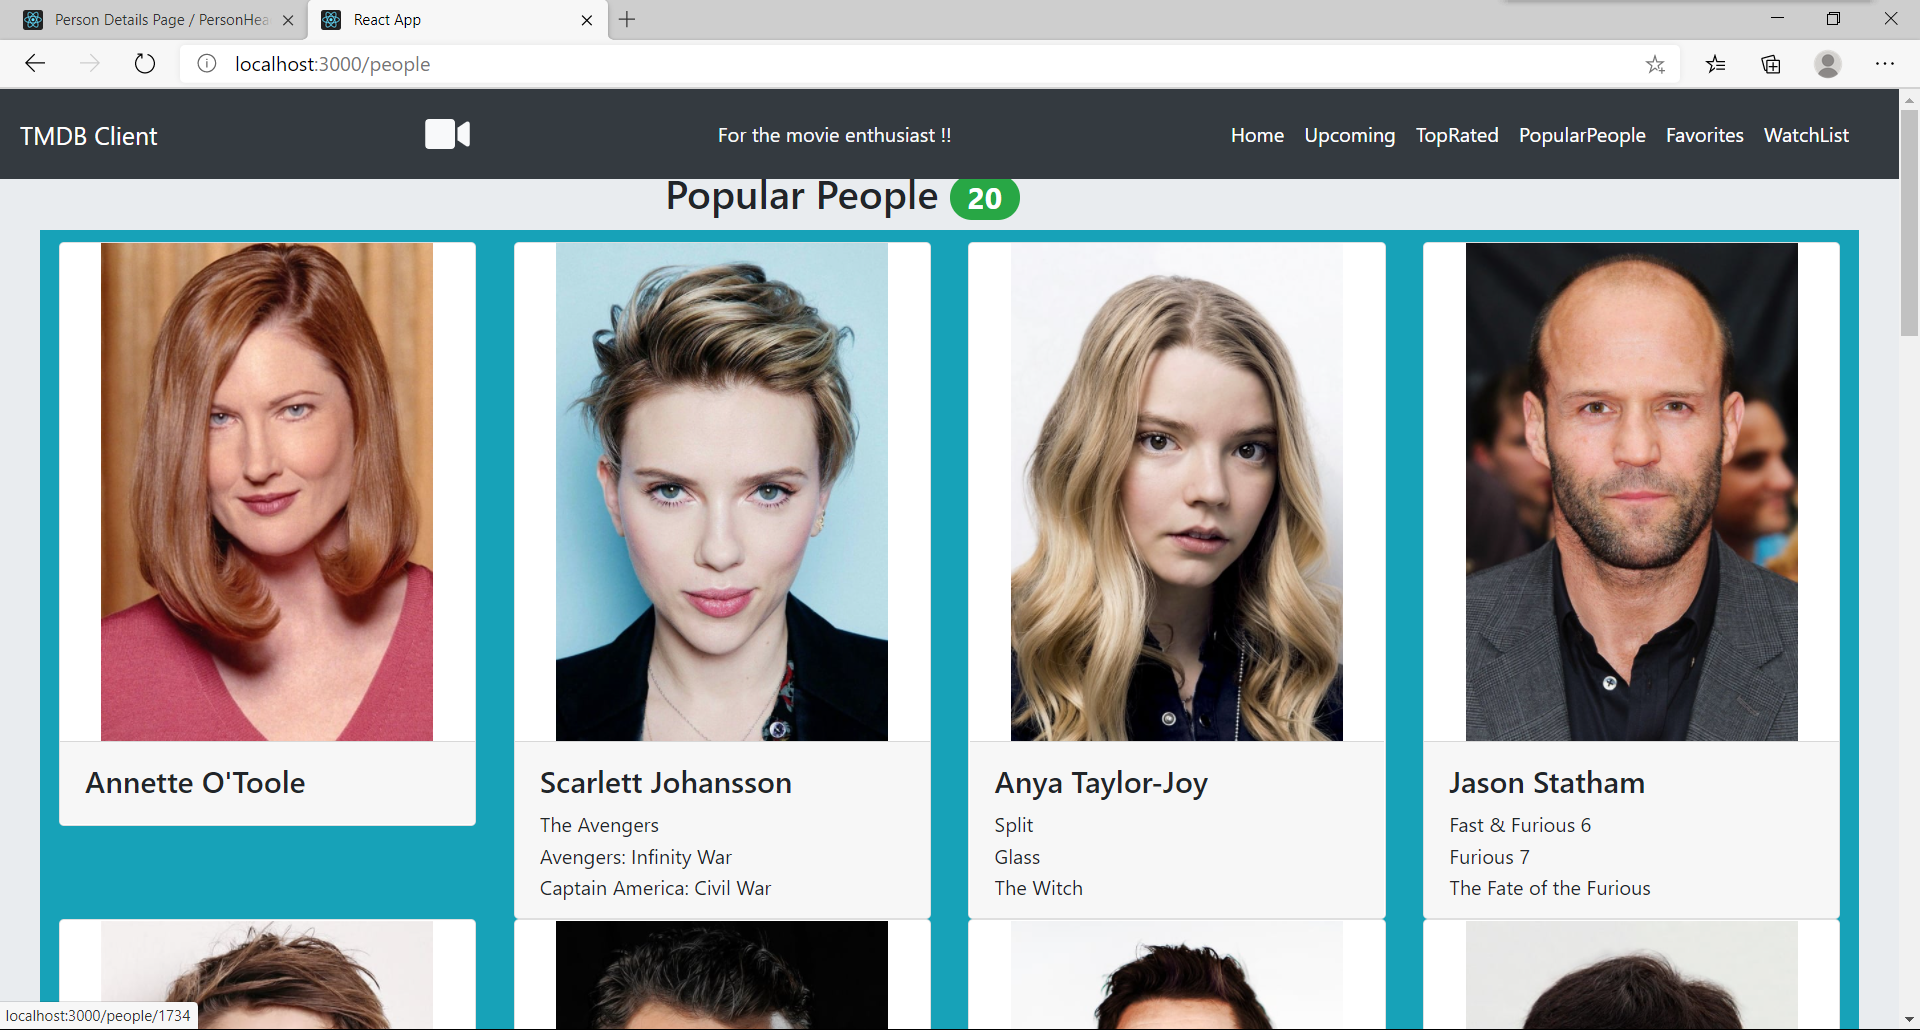 Person Details Page / PersonHea
React App
localhost:3000/people
TMDB Client
For the movie enthusiast !!
Home Upcoming TopRated PopularPeople Favorites WatchList
Popular People 20
Annette O'Toole
Scarlett Johansson
The Avengers
Avengers: Infinity War
Captain America: Civil War
Anya Taylor-Joy
Split
Glass
The Witch
Jason Statham
Fast & Furious 6
Furious 7
The Fate of the Furious
localhost:3000/people/1734